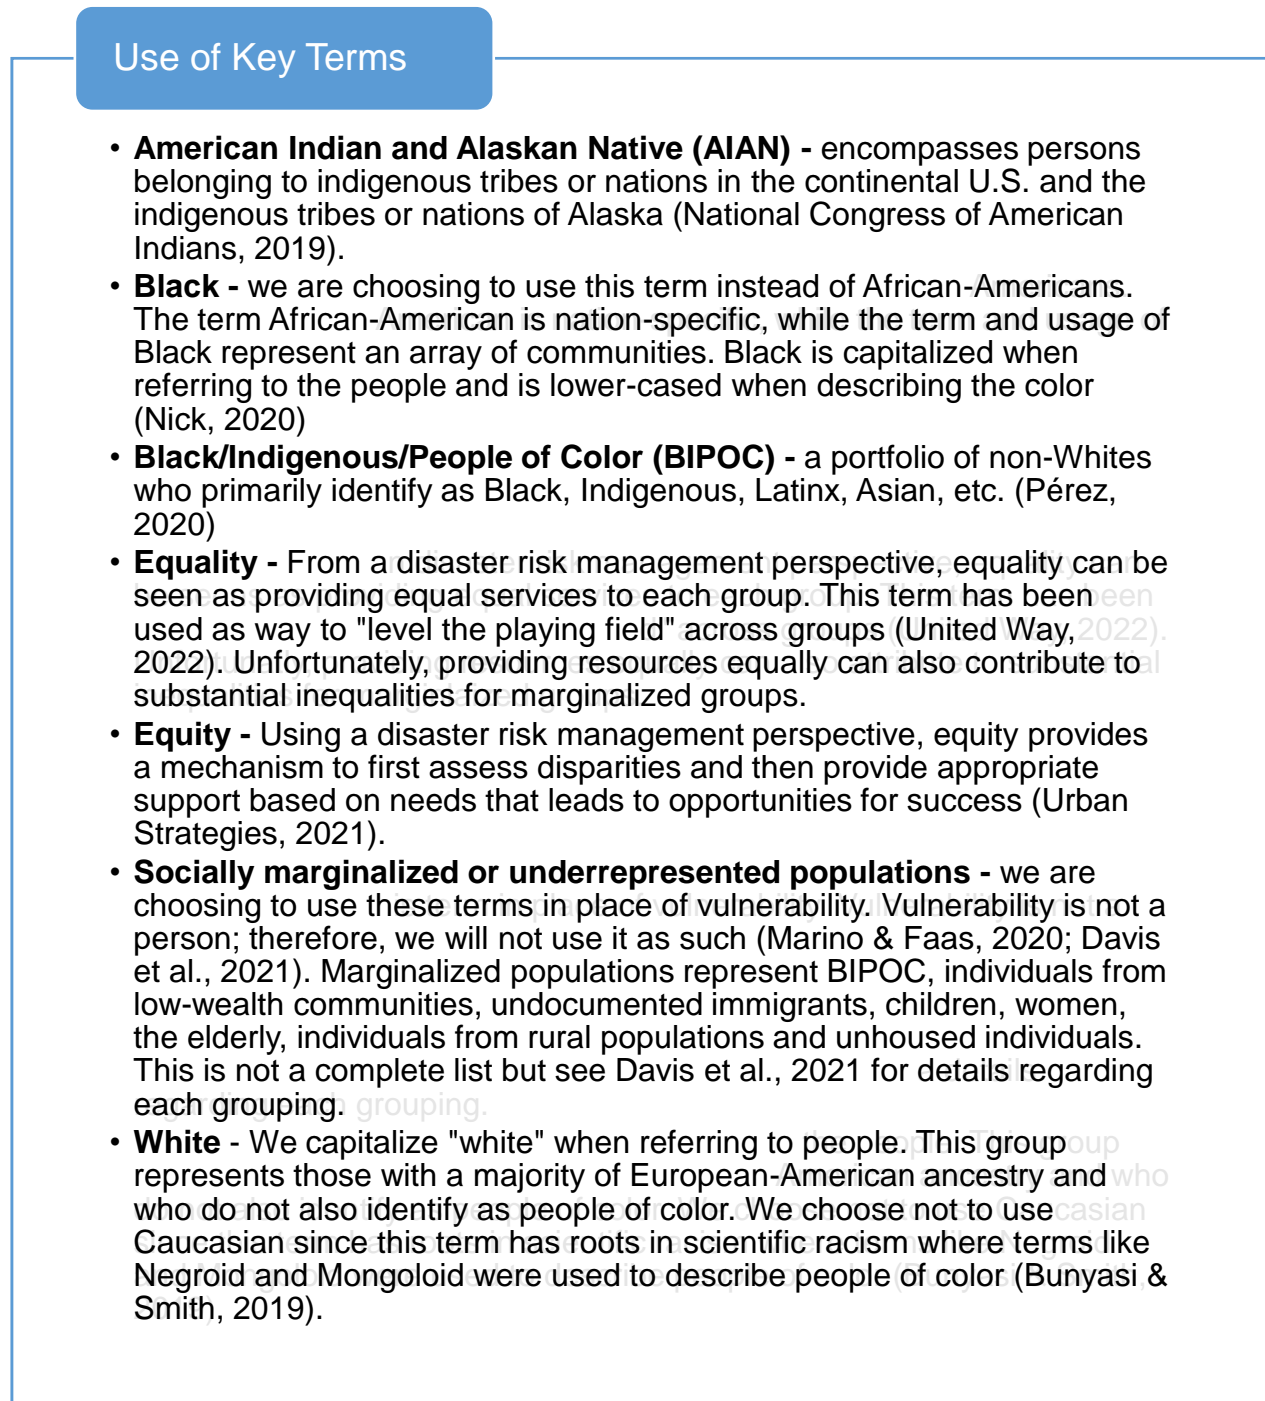 Use of Key Terms
• American Indian and Alaskan Native (AIAN) - encompasses persons
belonging to indigenous tribes or nations in the continental U.S. and the
indigenous tribes or nations of Alaska (National Congress of American
Indians, 2019).
• Black - we are choosing to use this term instead of African-Americans.
The term African-American is nation-specific, while the term and usage of
Black represent an array of communities. Black is capitalized when
referring to the people and is lower-cased when describing the color
(Nick, 2020)
• Black/Indigenous/People of Color (BIPOC) - a portfolio of non-Whites
who primarily identify as Black, Indigenous, Latinx, Asian, etc. (Pérez,
2020)
• Equality - From a disaster risk management perspective, equality can be
seen as providing equal services to each group. This term has been
used as way to "level the playing field" across groups (United Way,
2022). Unfortunately, providing resources equally can also contribute to
substantial inequalities for marginalized groups.
• Equity - Using a disaster risk management perspective, equity provides
a mechanism to first assess disparities and then provide appropriate
support based on needs that leads to opportunities for success (Urban
Strategies, 2021).
• Socially marginalized or underrepresented populations - we are
choosing to use these terms in place of vulnerability. Vulnerability is not a
person; therefore, we will not use it as such (Marino & Faas, 2020; Davis
et al., 2021). Marginalized populations represent BIPOC, individuals from
low-wealth communities, undocumented immigrants, children, women,
the elderly, individuals from rural populations and unhoused individuals.
This is not a complete list but see Davis et al., 2021 for details regarding
each grouping.
• White - We capitalize "white" when referring to people. This group
represents those with a majority of European-American ancestry and
who do not also identify as people of color. We choose not to use
Caucasian since this term has roots in scientific racism where terms like
Negroid and Mongoloid were used to describe people of color (Bunyasi &
Smith, 2019).